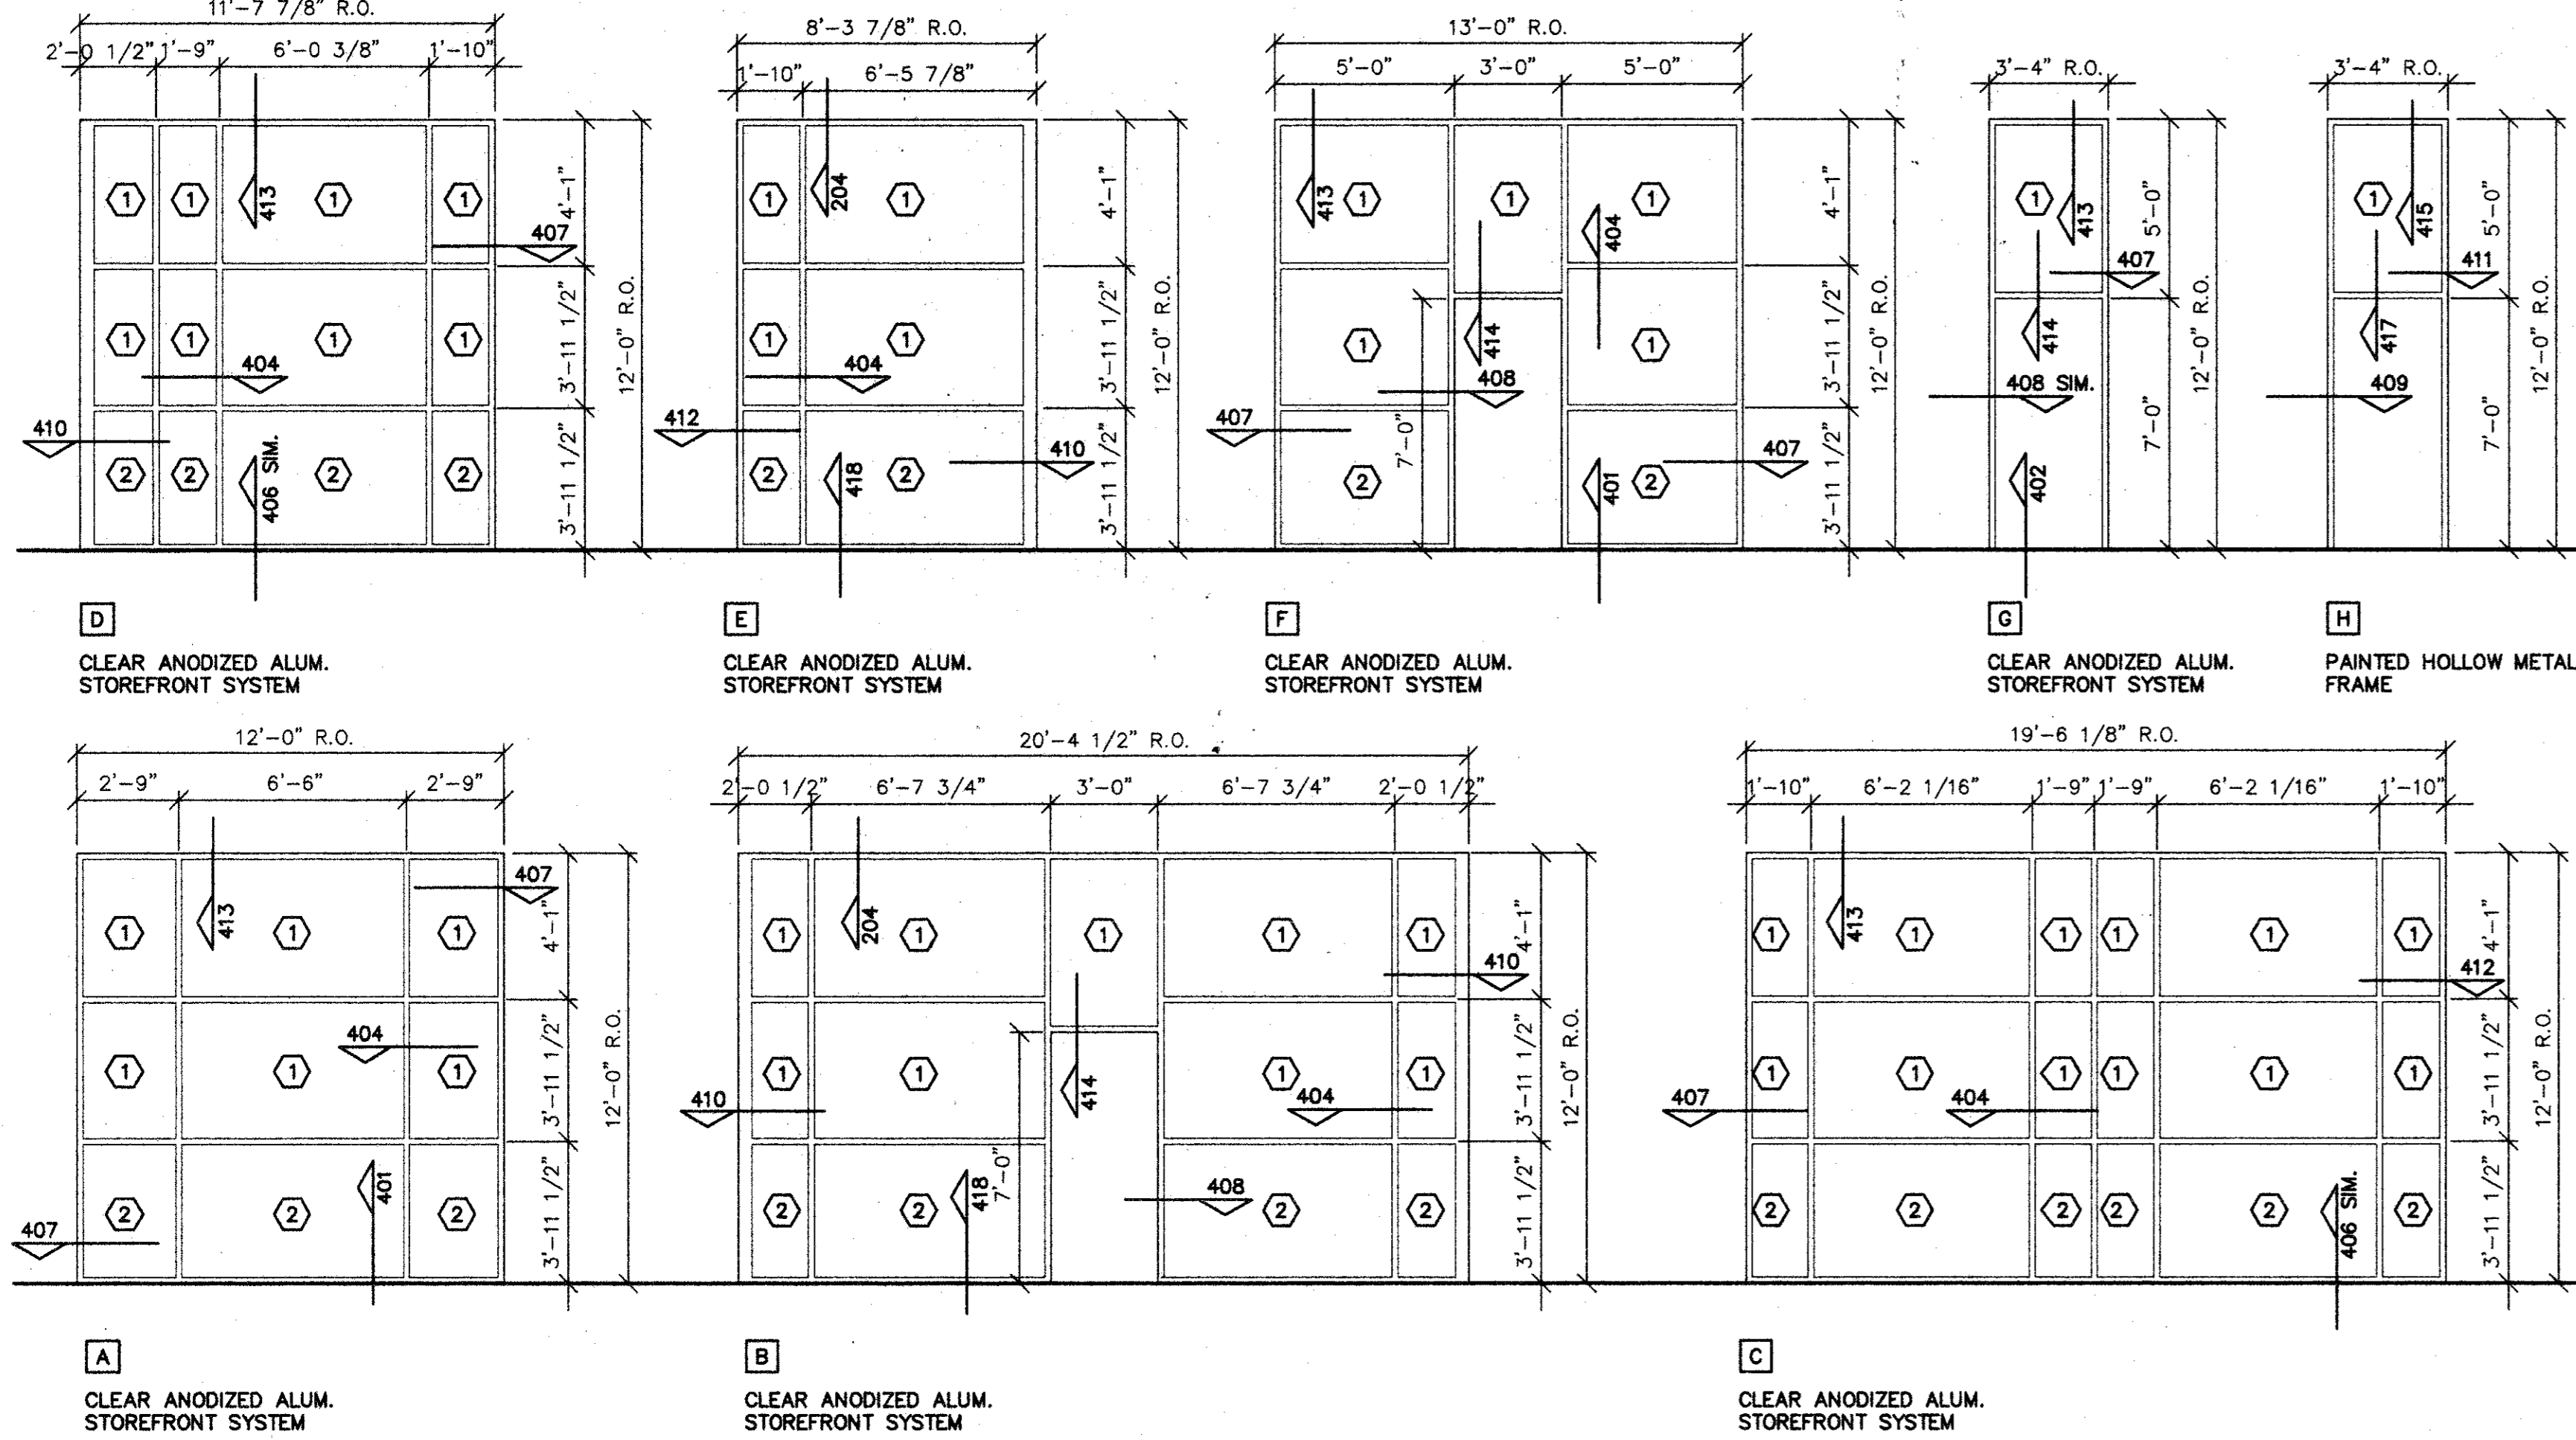 11'-7 7/8" R.O.
2'-0 1/2" 1'-9" 6'-0 3/8" 1'-10"
1 1 413 1 1
407
4'-1"
1 1 1 1
404
3'-11 1/2"
12'-0" R.O.
410
2 2 406 SIM. 2 2
3'-11 1/2"
D
CLEAR ANODIZED ALUM.
STOREFRONT SYSTEM
8'-3 7/8" R.O.
1'-10" 6'-5 7/8"
1 204 1
4'-1"
1 1
404
3'-11 1/2"
12'-0" R.O.
412
410
2 418 2
3'-11 1/2"
E
CLEAR ANODIZED ALUM.
STOREFRONT SYSTEM
13'-0" R.O.
5'-0" 3'-0" 5'-0"
413 1 1 404 1
4'-1"
1 414 1
408
3'-11 1/2"
12'-0" R.O.
407
7'-0"
407
2 401 2
3'-11 1/2"
F
CLEAR ANODIZED ALUM.
STOREFRONT SYSTEM
3'-4" R.O.
1 413
5'-0"
407
414
408 SIM.
12'-0" R.O.
7'-0"
402
G
CLEAR ANODIZED ALUM.
STOREFRONT SYSTEM
3'-4" R.O.
1 415
5'-0"
411
417
409
12'-0" R.O.
7'-0"
H
PAINTED HOLLOW METAL
FRAME
12'-0" R.O.
2'-9" 6'-6" 2'-9"
407
1 413 1 1
4'-1"
404
1 1 1
3'-11 1/2"
12'-0" R.O.
401
2 2 2
407
3'-11 1/2"
A
CLEAR ANODIZED ALUM.
STOREFRONT SYSTEM
20'-4 1/2" R.O.
2'-0 1/2" 6'-7 3/4" 3'-0" 6'-7 3/4" 2'-0 1/2"
1 204 1 1 1 1
4'-1"
410
1 1 414 1 1
410
404
3'-11 1/2"
12'-0" R.O.
7'-0"
408
2 2 418 2 2
3'-11 1/2"
B
CLEAR ANODIZED ALUM.
STOREFRONT SYSTEM
19'-6 1/8" R.O.
1'-10" 6'-2 1/16" 1'-9" 1'-9" 6'-2 1/16" 1'-10"
1 413 1 1 1 1 1
4'-1"
412
1 1 1 1 1 1
407
404
3'-11 1/2"
12'-0" R.O.
2 2 2 2 2 406 SIM. 2
3'-11 1/2"
C
CLEAR ANODIZED ALUM.
STOREFRONT SYSTEM